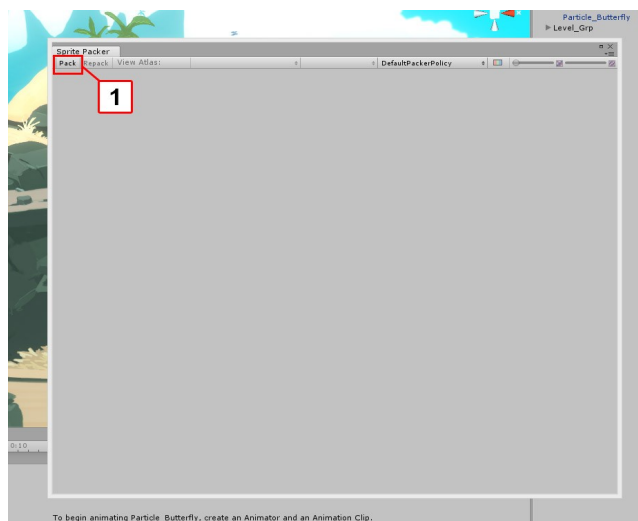 Particle_Butterfly
Level_Grp
Sprite Packer
Pack Repack View Atlas: DefaultPackerPolicy
1
0:10
To begin animating Particle_Butterfly, create an Animator and an Animation Clip.